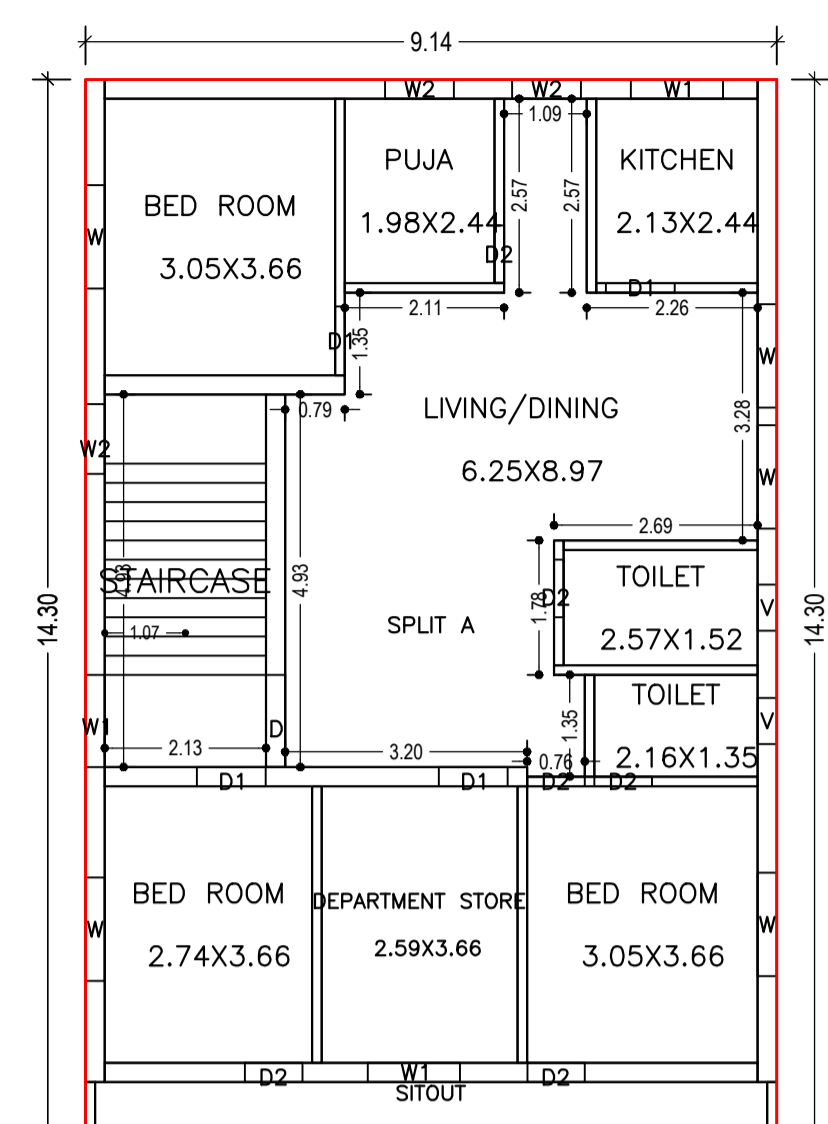 9.14
W2
W2
W1
1.09
PUJA
KITCHEN
BED ROOM
1.98X2.44
2.57
2.57
2.13X2.44
W
3.05X3.66
D2
D1
2.11
2.26
D1
1.35
W
0.79
LIVING/DINING
3.28
W2
6.25X8.97
W
2.69
STAIRCASE
4.93
4.93
TOILET
1.78
D2
V
14.30
14.30
1.07
SPLIT A
2.57X1.52
TOILET
W1
D
1.35
V
2.13
3.20
0.76
2.16X1.35
D1
D1
D2
D2
BED ROOM
DEPARTMENT STORE
BED ROOM
W
2.74X3.66
2.59X3.66
3.05X3.66
W
D2
W1
D2
SITOUT